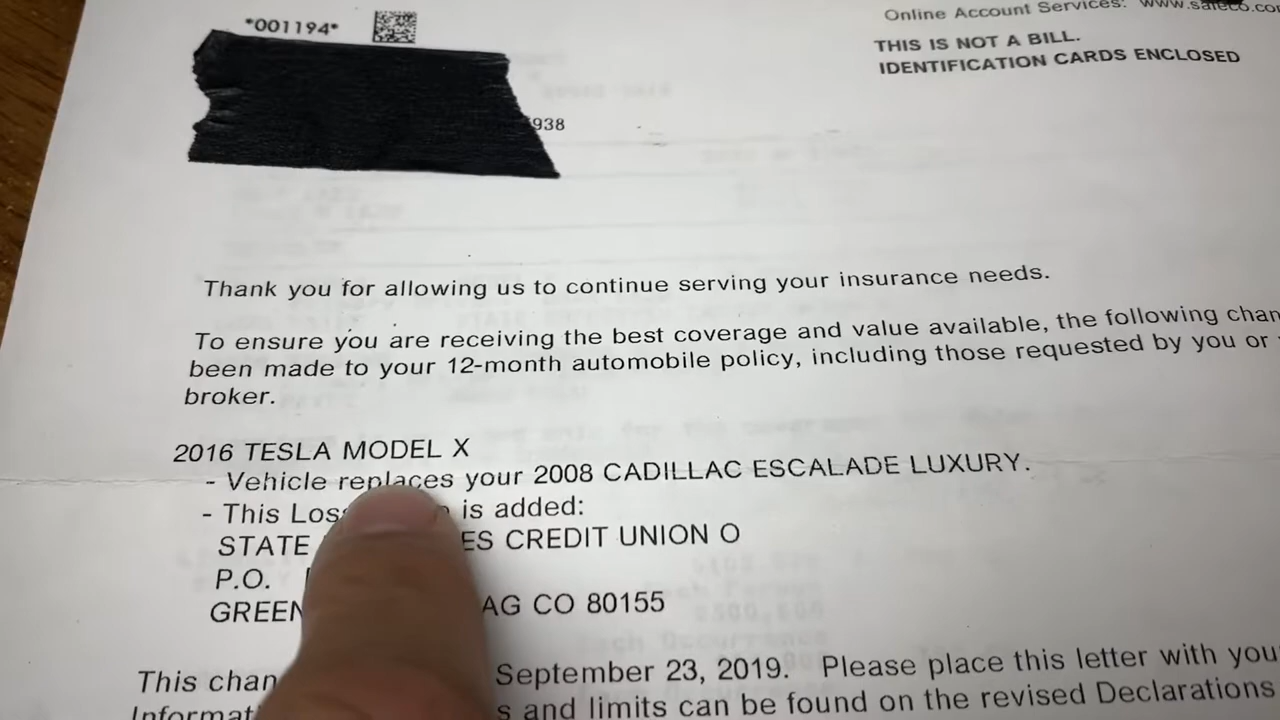 *001194*
Online Account Services: www.safeco.co
THIS IS NOT A BILL.
IDENTIFICATION CARDS ENCLOSED
938
Thank you for allowing us to continue serving your insurance needs.
To ensure you are receiving the best coverage and value available, the following chan
been made to your 12-month automobile policy, including those requested by you or
broker.
2016 TESLA MODEL X
- Vehicle replaces your 2008 CADILLAC ESCALADE LUXURY.
- This Loss is added:
STATE ES CREDIT UNION O
P.O.
GREEN AG CO 80155
This chan September 23, 2019. Please place this letter with you
Informat s and limits can be found on the revised Declarations